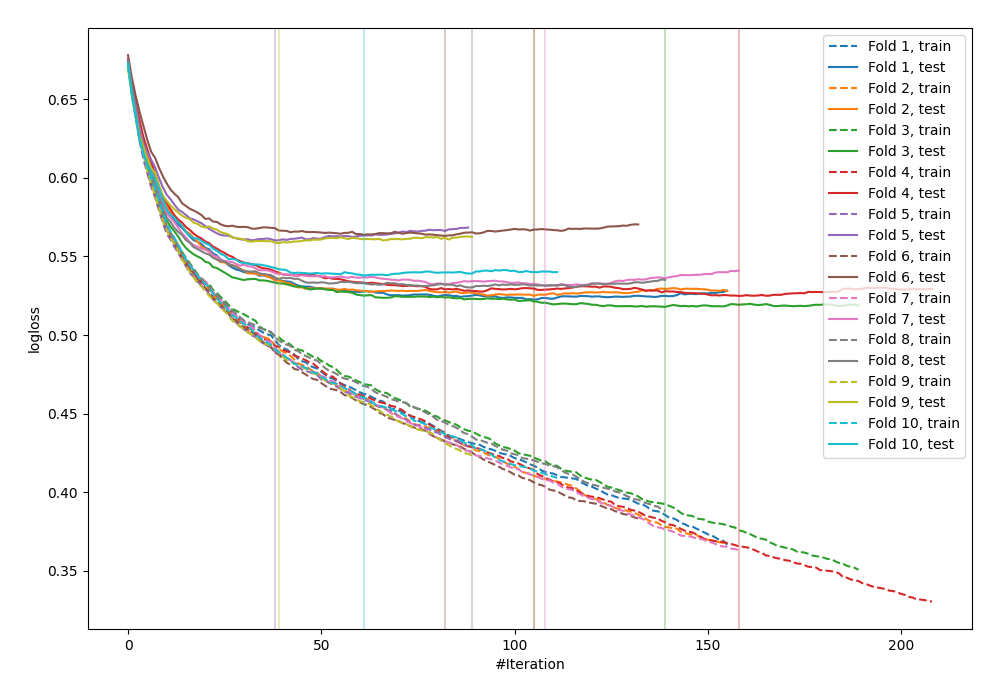 0.65
0.60
0.55
0.50
0.45
0.40
0.35
logloss
0
50
100
150
200
#Iteration
Fold 1, train
Fold 1, test
Fold 2, train
Fold 2, test
Fold 3, train
Fold 3, test
Fold 4, train
Fold 4, test
Fold 5, train
Fold 5, test
Fold 6, train
Fold 6, test
Fold 7, train
Fold 7, test
Fold 8, train
Fold 8, test
Fold 9, train
Fold 9, test
Fold 10, train
Fold 10, test